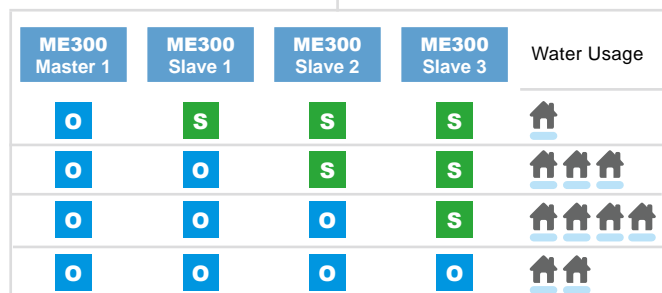 ME300 ME300 ME300 ME300 Water Usage
Master 1 Slave 1 Slave 2 Slave 3
O S S S
O O S S
O O O S
O O O O